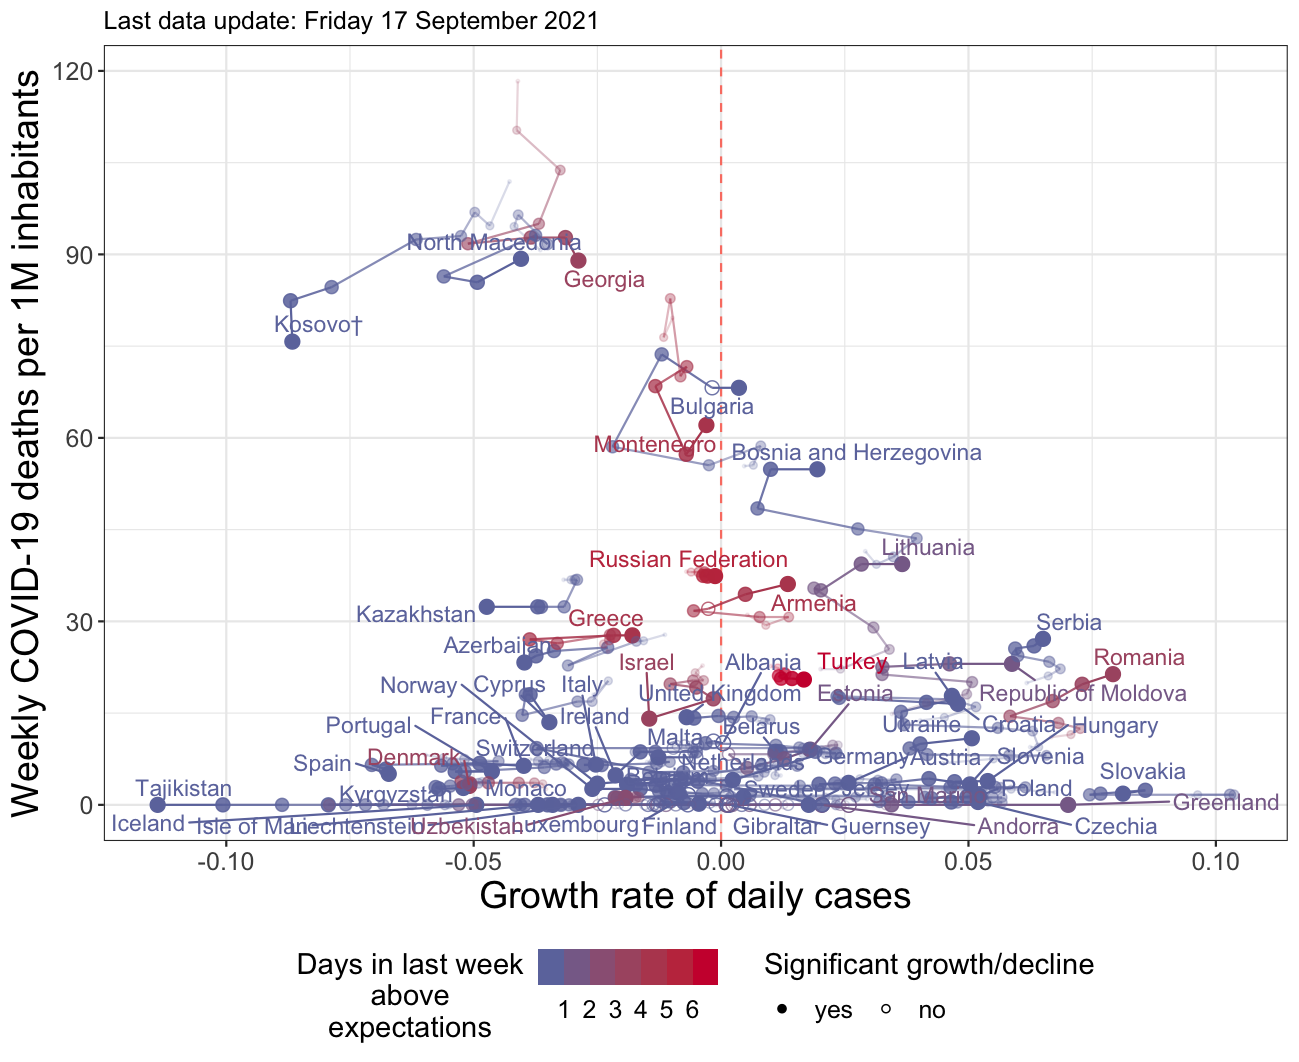 Last data update: Friday 17 September 2021
Weekly COVID-19 deaths per 1M inhabitants
120
90
60
30
0
North Macedonia
Georgia
Kosovo†
Bulgaria
Montenegro
Bosnia and Herzegovina
Lithuania
Russian Federation
Kazakhstan
Armenia
Greece
Serbia
Azerbaijan
Israel
Albania
Turkey
Latvia
Romania
Norway
Cyprus
Italy
United Kingdom
Estonia
Republic of Moldova
Portugal
France
Ireland
Malta
Belarus
Ukraine
Croatia
Hungary
Switzerland
Spain
Denmark
Netherlands
Germany
Austria
Slovenia
Slovakia
Tajikistan
Kyrgyzstan
Monaco
Sweden
Jersey
San Marino
Poland
Greenland
Iceland
Isle of Man
Liechtenstein
Uzbekistan
Luxembourg
Finland
Gibraltar
Guernsey
Andorra
Czechia
-0.10
-0.05
0.00
0.05
0.10
Growth rate of daily cases
Days in last week
above
expectations
1 2 3 4 5 6
Significant growth/decline
yes
no